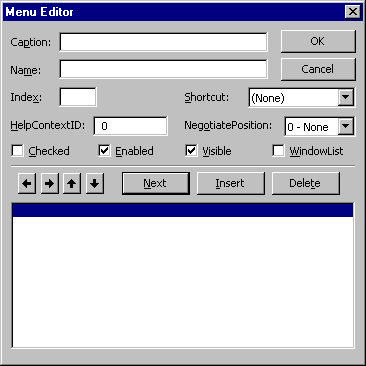 Menu Editor
Caption: OK
Name: Cancel
Index: Shortcut: (None)
HelpContextID: 0 NegotiatePosition: 0 - None
Checked Enabled Visible WindowList
Next Insert Delete